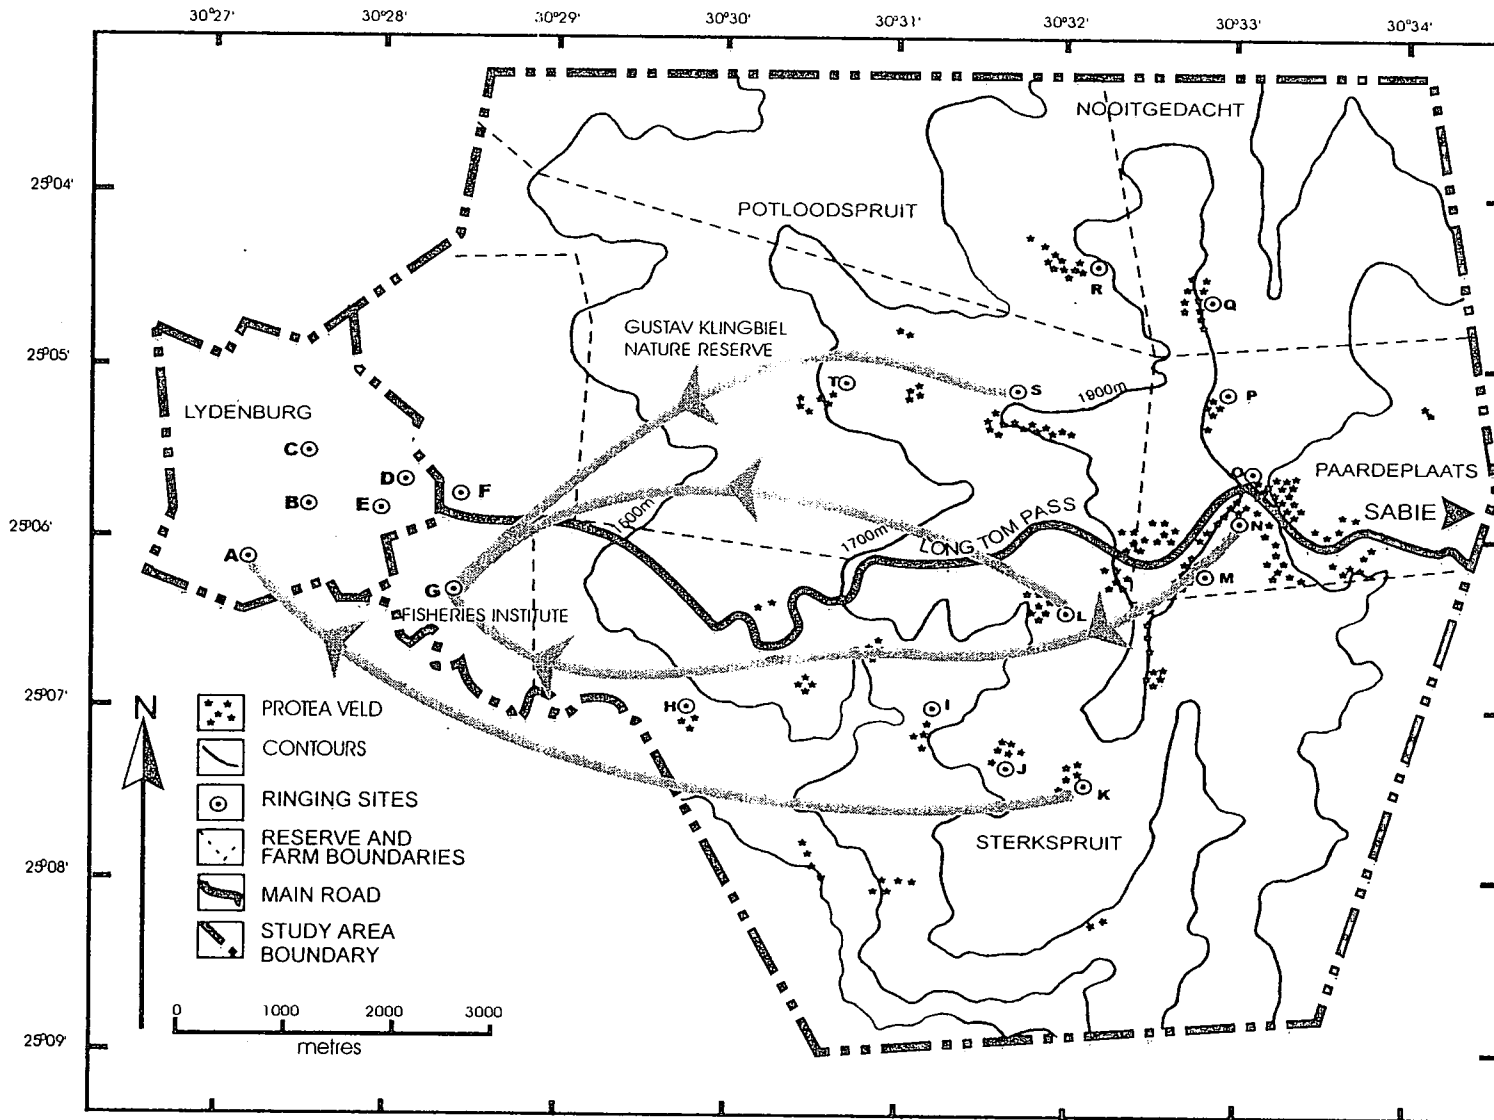 30°27' 30°28' 30°29' 30°30' 30°31' 30°32' 30°33' 30°34'
NOOITGEDACHT
25°04'
POTLOODSPRUIT
R
Q
25°05'
GUSTAV KLINGBIEL
NATURE RESERVE
T
S
1900m
P
LYDENBURG
C
D
F
B
E
O
PAARDEPLAATS
SABIE
25°06'
1600m
1700m
LONG TOM PASS
N
A
M
G
FISHERIES INSTITUTE
L
25°07'
H
I
J
K
STERKSPRUIT
25°08'
25°09'
N
PROTEA VELD
CONTOURS
RINGING SITES
RESERVE AND
FARM BOUNDARIES
MAIN ROAD
STUDY AREA
BOUNDARY
0 1000 2000 3000
metres